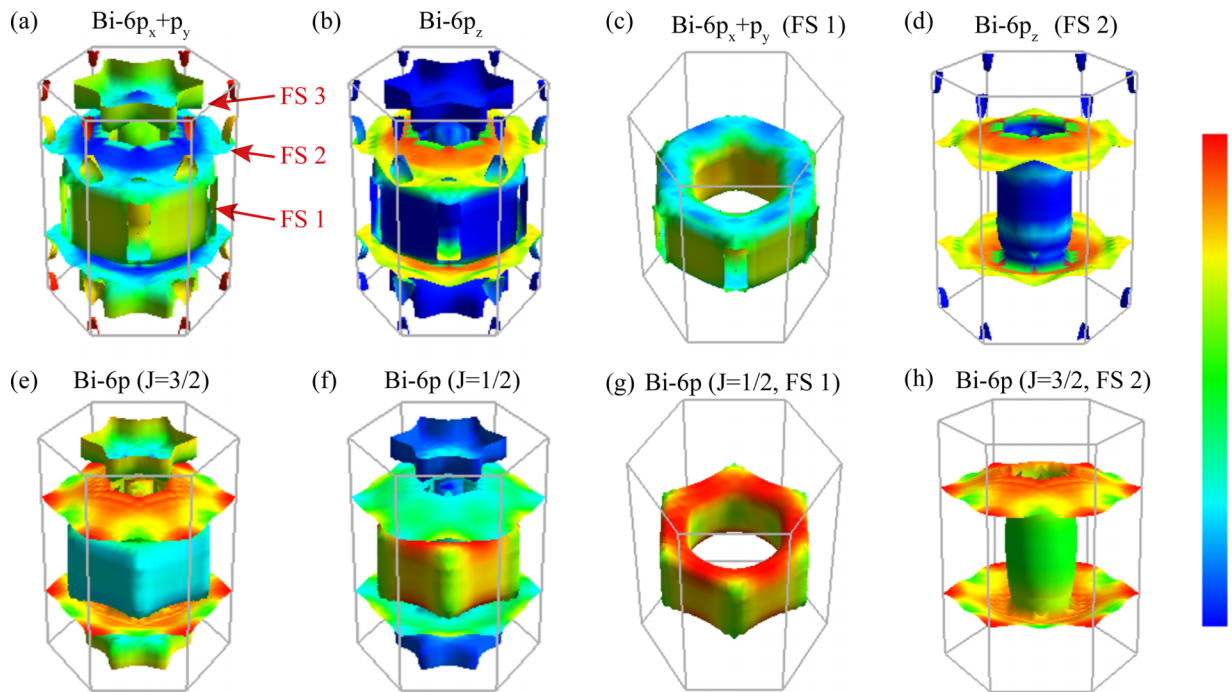 (a) Bi-6px+py
(b) Bi-6pz
(c) Bi-6px+py (FS 1)
(d) Bi-6pz (FS 2)
FS 3
FS 2
FS 1
(e) Bi-6p (J=3/2)
(f) Bi-6p (J=1/2)
(g) Bi-6p (J=1/2, FS 1)
(h) Bi-6p (J=3/2, FS 2)